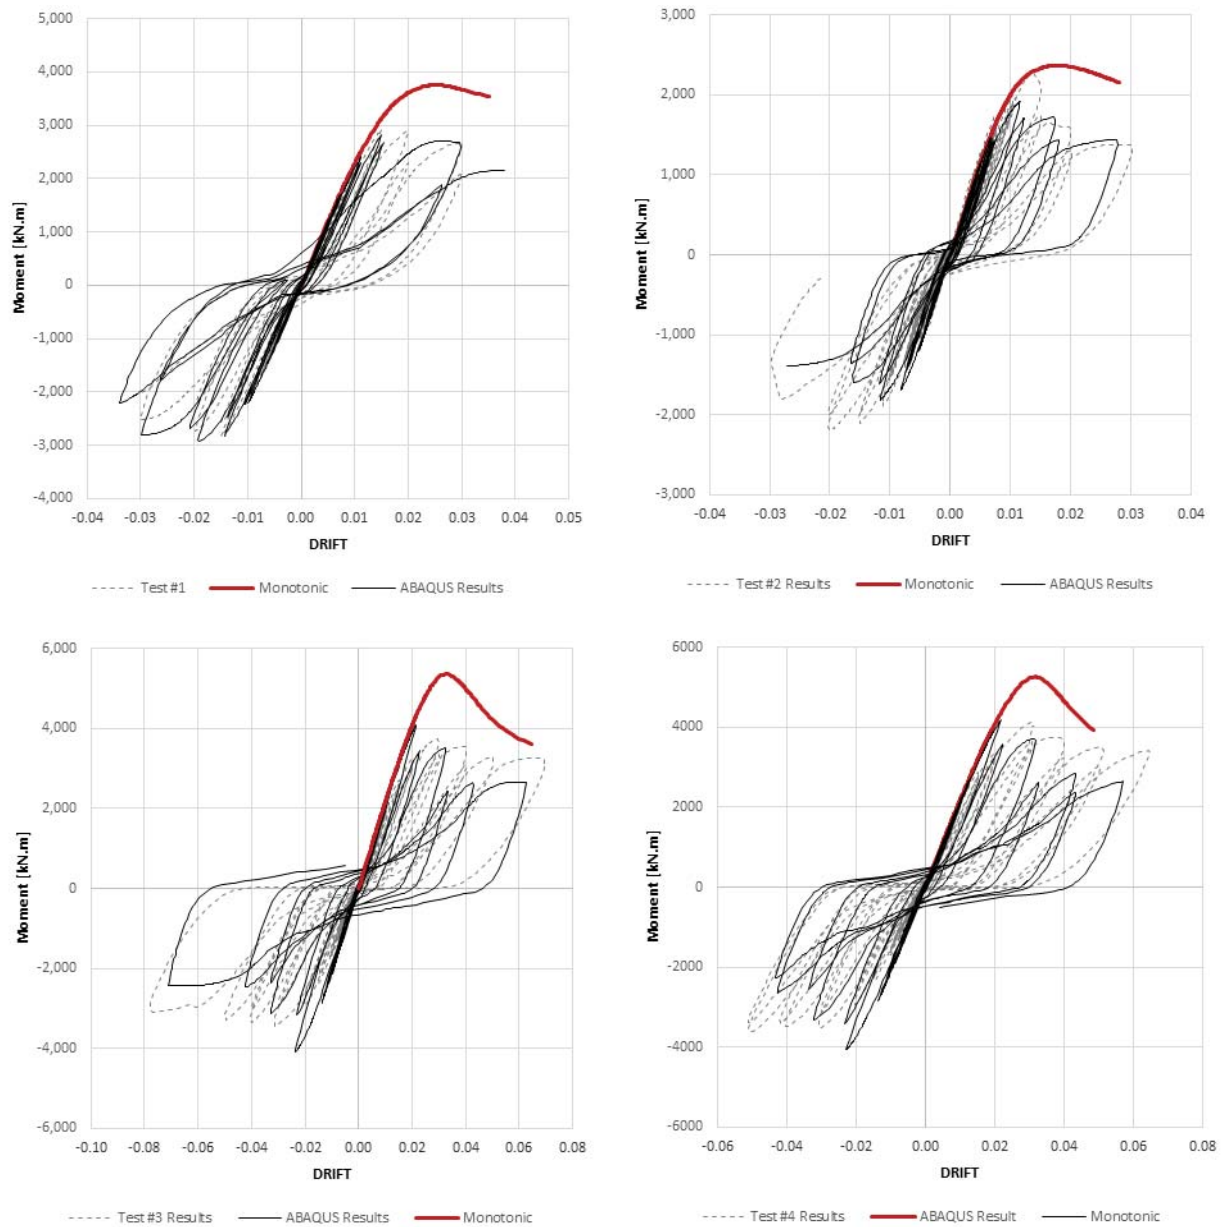 5,000
4,000
3,000
2,000
1,000
0
-1,000
-2,000
-3,000
-4,000
Moment [kN.m]
-0.04 -0.03 -0.02 -0.01 0.00 0.01 0.02 0.03 0.04 0.05
DRIFT
Test #1 Monotonic ABAQUS Results
3,000
2,000
1,000
0
-1,000
-2,000
-3,000
Moment [kN.m]
-0.04 -0.03 -0.02 -0.01 0.00 0.01 0.02 0.03 0.04
DRIFT
Test #2 Results Monotonic ABAQUS Results
6,000
4,000
2,000
0
-2,000
-4,000
-6,000
Moment [kN.m]
-0.10 -0.08 -0.06 -0.04 -0.02 0.00 0.02 0.04 0.06 0.08
DRIFT
Test #3 Results ABAQUS Results Monotonic
6000
4000
2000
0
-2000
-4000
-6000
Moment [kN.m]
-0.06 -0.04 -0.02 0.00 0.02 0.04 0.06 0.08
DRIFT
Test #4 Results ABAQUS Result Monotonic